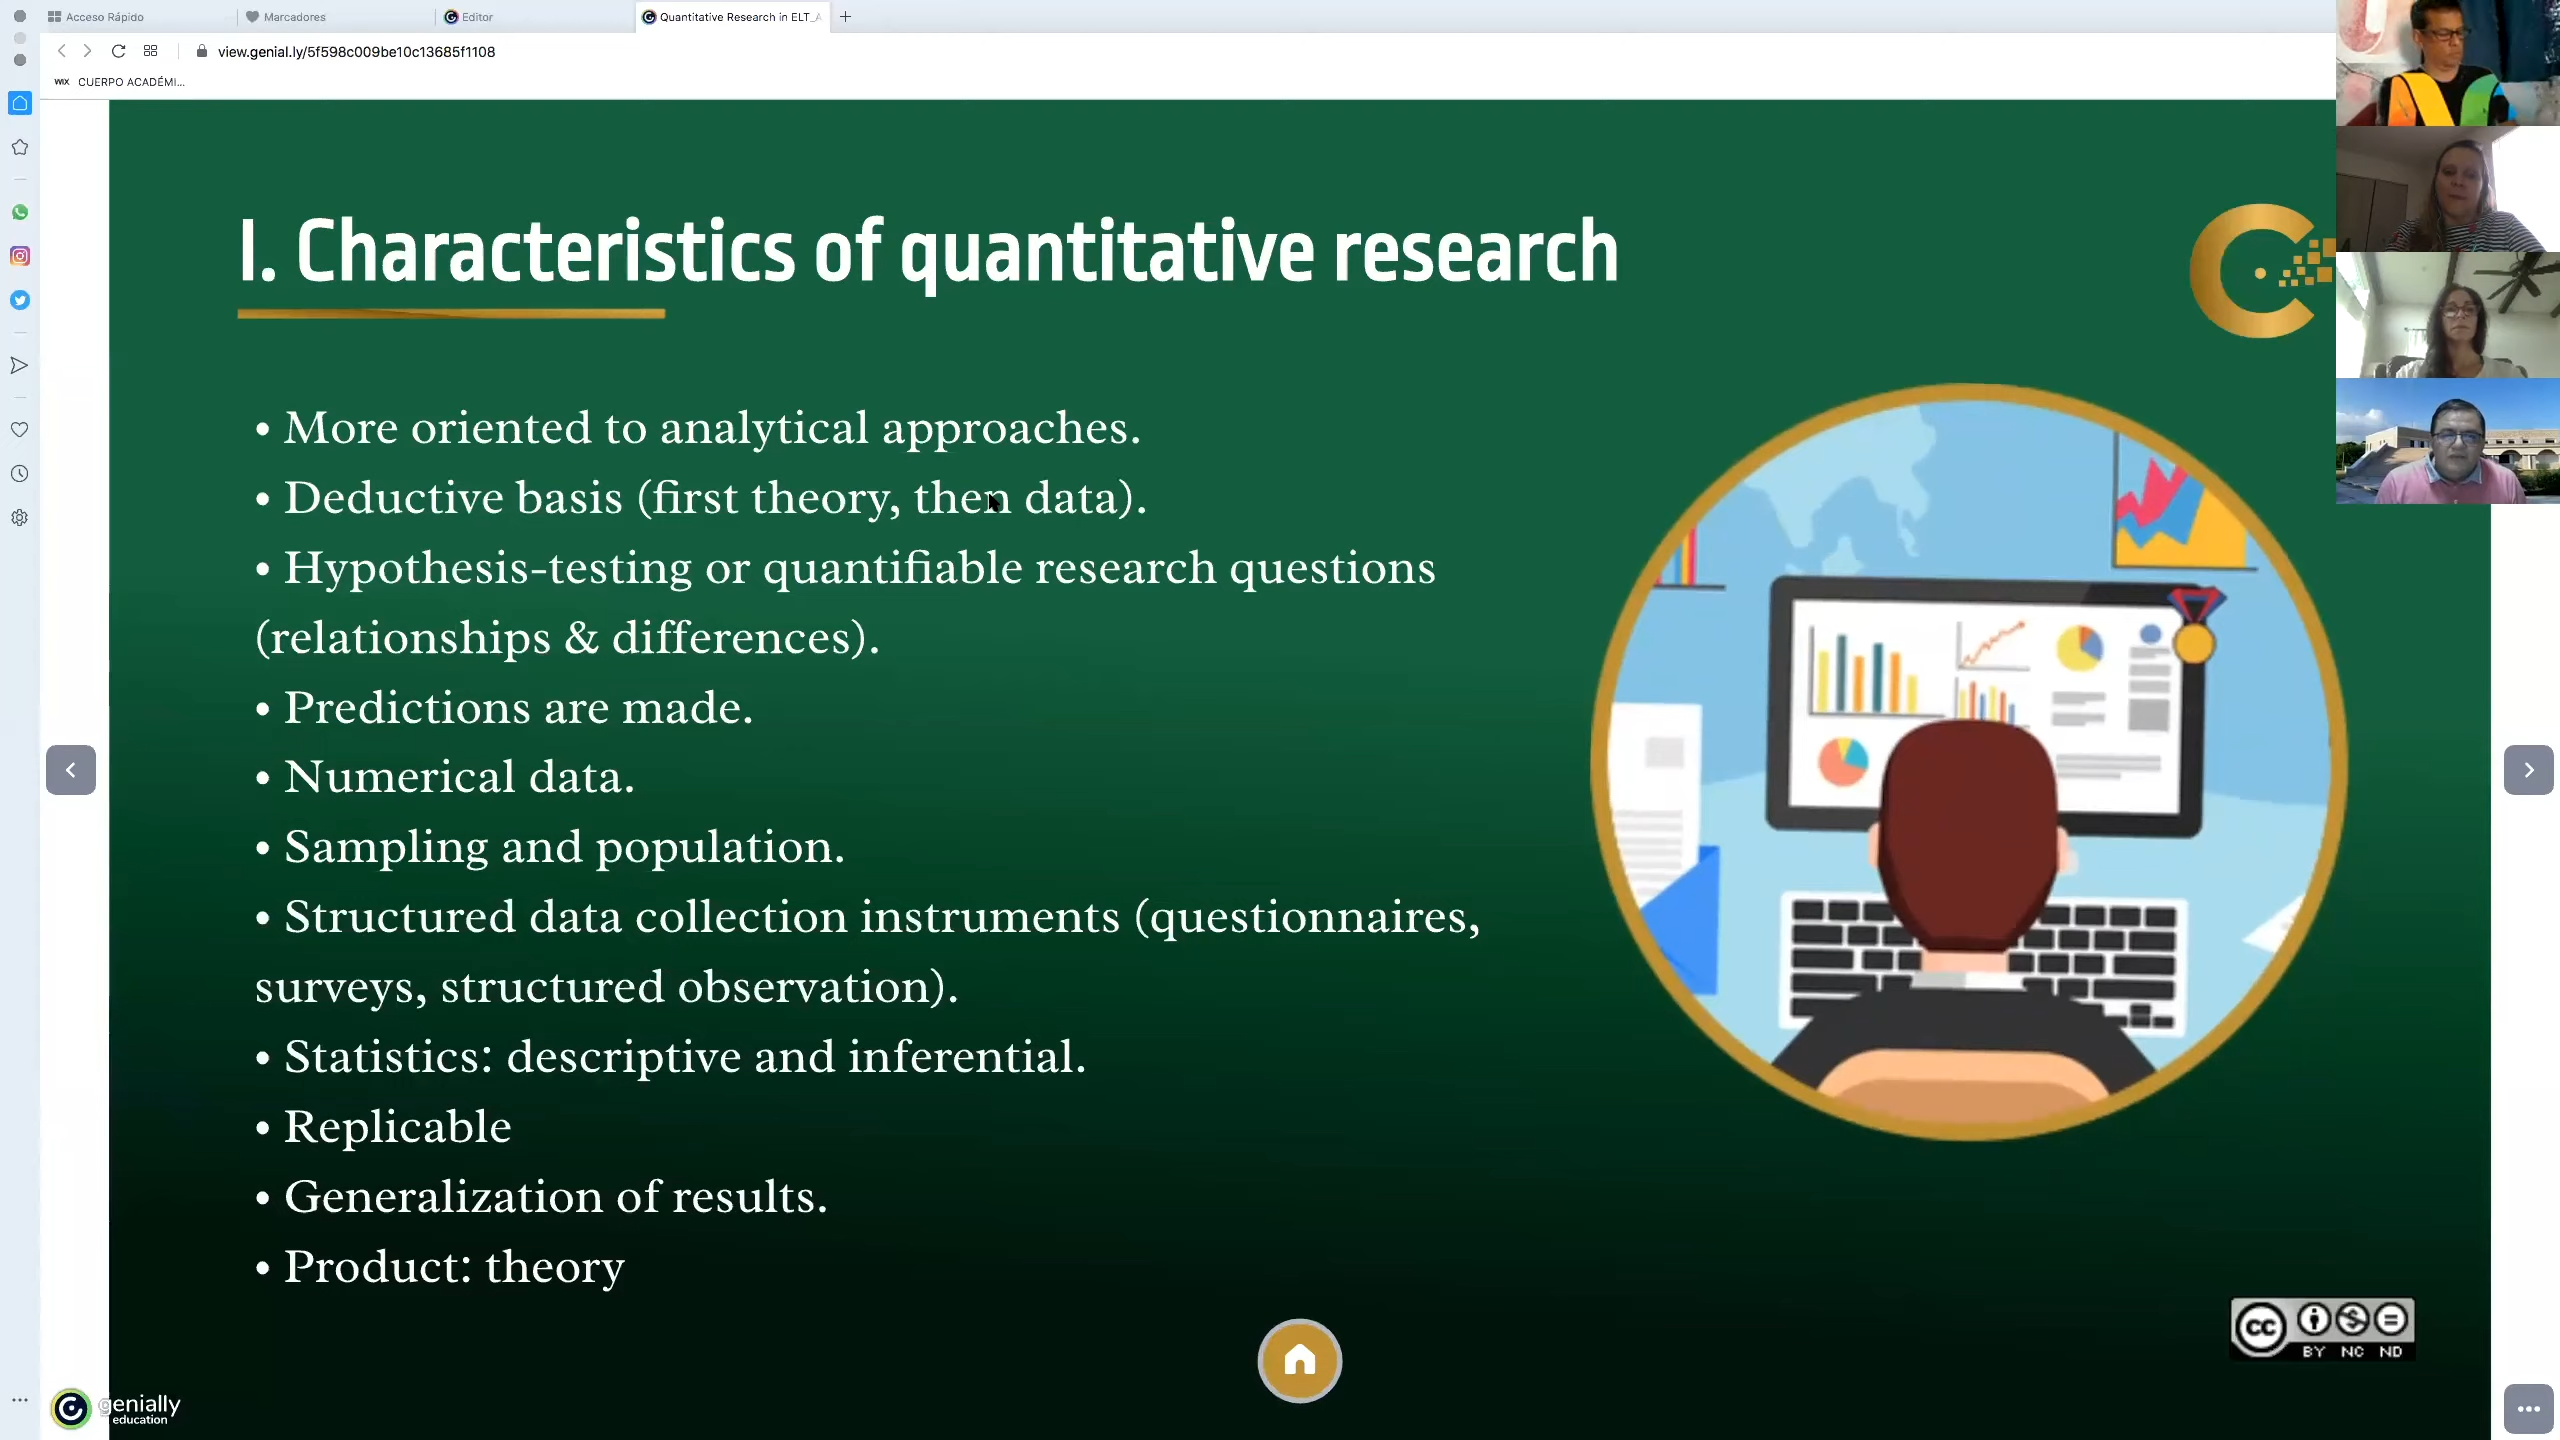 Acceso Rápido
Marcadores
Editor
Quantitative Research in ELT_A
view.genial.ly/5f598c009be10c13685f1108
WIX CUERPO ACADÉMI...
I. Characteristics of quantitative research
• More oriented to analytical approaches.
• Deductive basis (first theory, then data).
• Hypothesis-testing or quantifiable research questions
(relationships & differences).
• Predictions are made.
• Numerical data.
• Sampling and population.
• Structured data collection instruments (questionnaires,
surveys, structured observation).
• Statistics: descriptive and inferential.
• Replicable
• Generalization of results.
• Product: theory
cc BY NC ND
genially
education